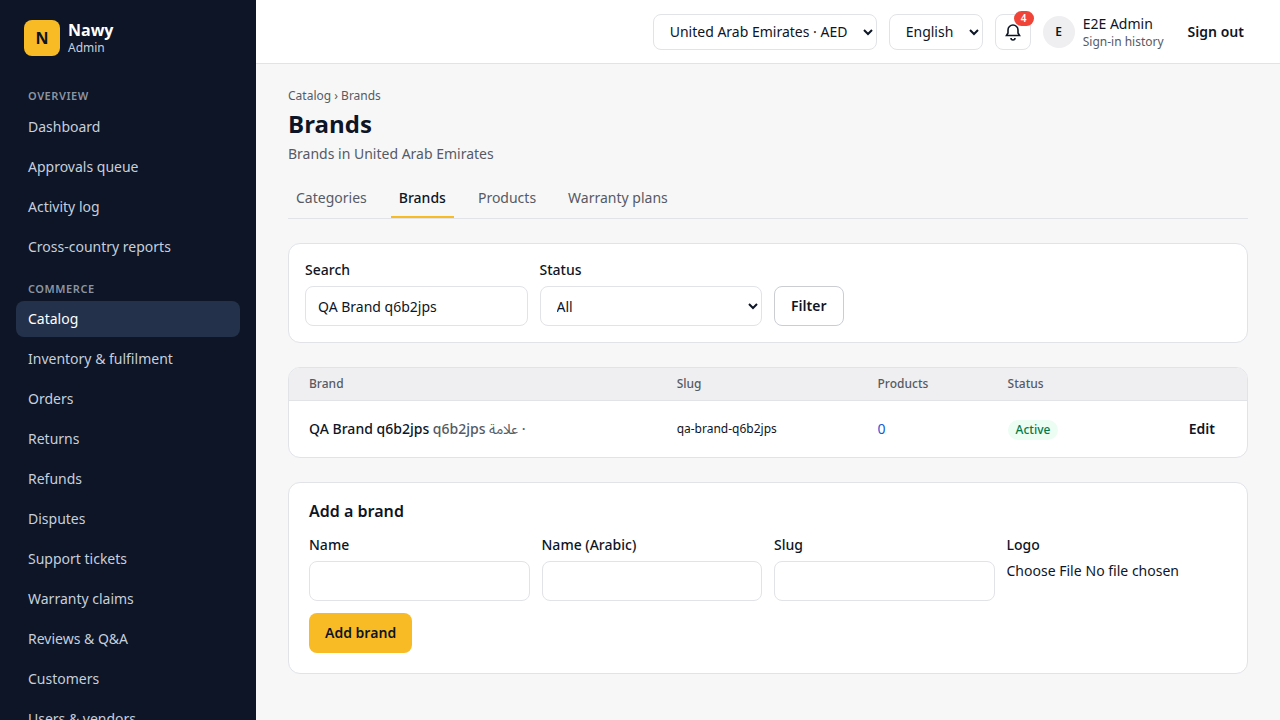 N
Nawy
Admin
OVERVIEW
Dashboard
Approvals queue
Activity log
Cross-country reports
COMMERCE
Catalog
Inventory & fulfilment
Orders
Returns
Refunds
Disputes
Support tickets
Warranty claims
Reviews & Q&A
Customers
Users & vendors
United Arab Emirates · AED
English
4
E
E2E Admin
Sign-in history
Sign out
Catalog › Brands
Brands
Brands in United Arab Emirates
Categories Brands Products Warranty plans
Search Status
QA Brand q6b2jps All Filter
Brand Slug Products Status
QA Brand q6b2jps · علامة q6b2jps qa-brand-q6b2jps 0 Active Edit
Add a brand
Name Name (Arabic) Slug Logo
Choose File No file chosen
Add brand